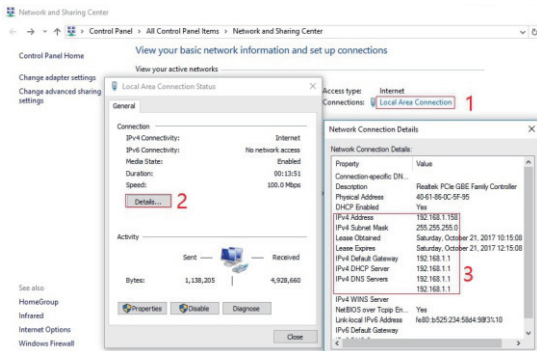 Network and Sharing Center
Control Panel > All Control Panel Items > Network and Sharing Center
Control Panel Home
Change adapter settings
Change advanced sharing
settings
See also
HomeGroup
Infrared
Internet Options
Windows Firewall
View your basic network information and set up connections
View your active networks
Access type: Internet
Connections: Local Area Connection
1
Local Area Connection Status
General
Connection
IPv4 Connectivity: Internet
IPv6 Connectivity: No network access
Media State: Enabled
Duration: 00:13:51
Speed: 100.0 Mbps
Details...
2
Activity
Sent Received
Bytes: 1,138,205 4,928,660
Properties Disable Diagnose
Close
Network Connection Details
Network Connection Details:
Property Value
Connection-specific DN...
Description Realtek PCIe GBE Family Controller
Physical Address 40-61-86-0C-5F-95
DHCP Enabled Yes
IPv4 Address 192.168.1.158
IPv4 Subnet Mask 255.255.255.0
Lease Obtained Saturday, October 21, 2017 10:15:08
Lease Expires Saturday, October 21, 2017 12:15:08
IPv4 Default Gateway 192.168.1.1
IPv4 DHCP Server 192.168.1.1
IPv4 DNS Servers 192.168.1.1
192.168.1.1
3
IPv4 WINS Server
NetBIOS over Tcpip En... Yes
Link-local IPv6 Address fe80::b525:234:58d4:98f3%10
IPv6 Default Gateway